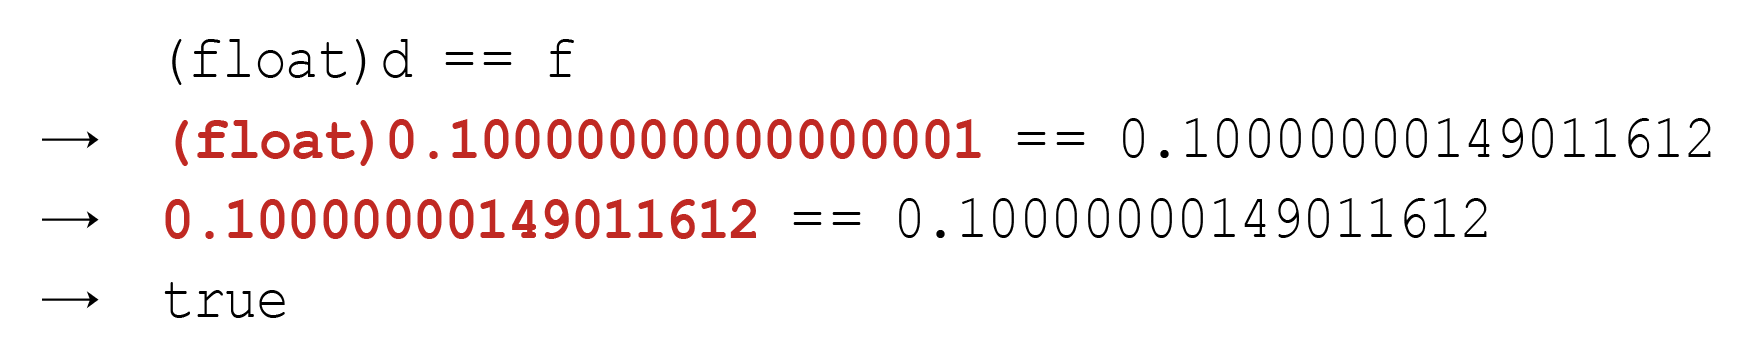 (float)d == f
→ (float)0.10000000000000001 == 0.10000000149011612
→ 0.10000000149011612 == 0.10000000149011612
→ true